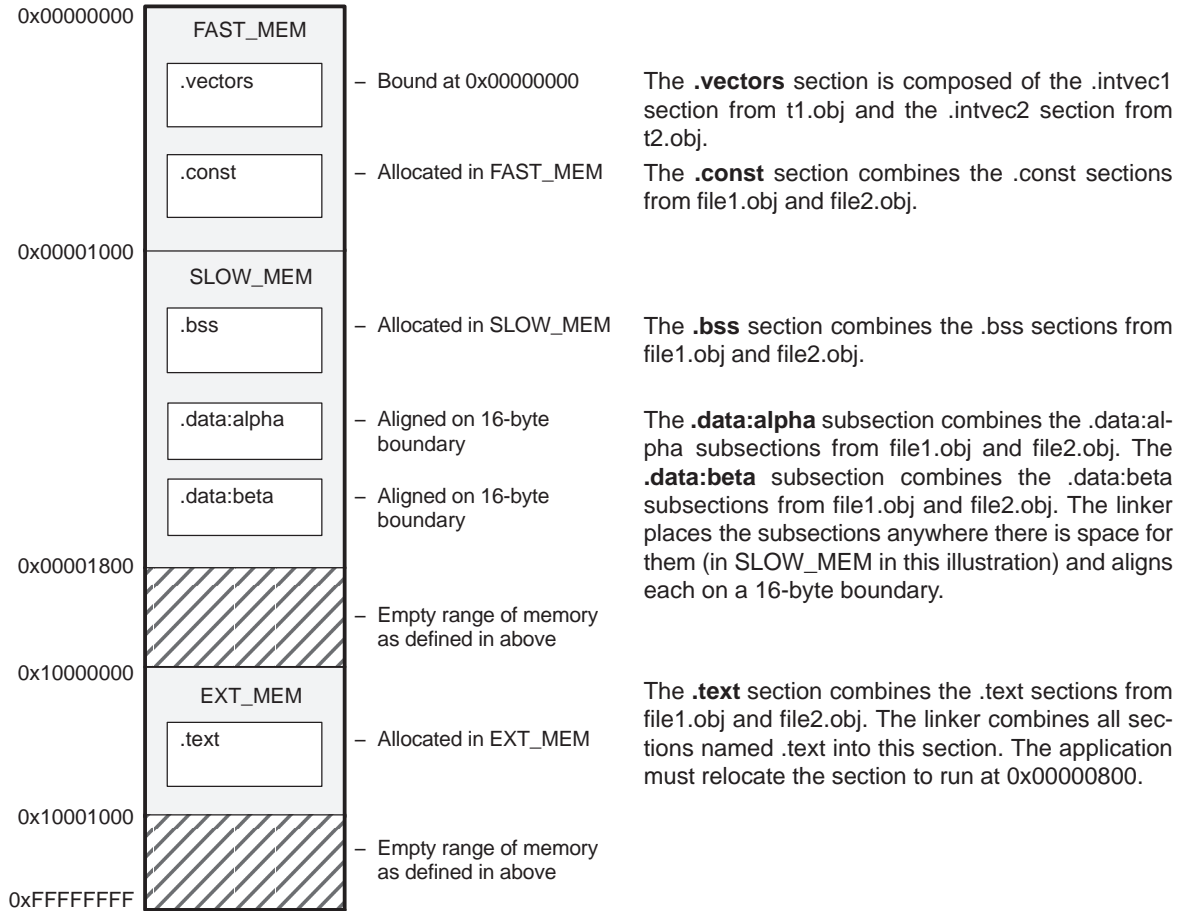 0x00000000
FAST_MEM
.vectors
– Bound at 0x00000000
The .vectors section is composed of the .intvec1
section from t1.obj and the .intvec2 section from
t2.obj.
.const
– Allocated in FAST_MEM
The .const section combines the .const sections
from file1.obj and file2.obj.
0x00001000
SLOW_MEM
.bss
– Allocated in SLOW_MEM
The .bss section combines the .bss sections from
file1.obj and file2.obj.
.data:alpha
– Aligned on 16-byte
boundary
.data:beta
– Aligned on 16-byte
boundary
The .data:alpha subsection combines the .data:al-
pha subsections from file1.obj and file2.obj. The
.data:beta subsection combines the .data:beta
subsections from file1.obj and file2.obj. The linker
places the subsections anywhere there is space for
them (in SLOW_MEM in this illustration) and aligns
each on a 16-byte boundary.
0x00001800
– Empty range of memory
as defined in above
0x10000000
EXT_MEM
.text
– Allocated in EXT_MEM
The .text section combines the .text sections from
file1.obj and file2.obj. The linker combines all sec-
tions named .text into this section. The application
must relocate the section to run at 0x00000800.
0x10001000
– Empty range of memory
as defined in above
0xFFFFFFFF